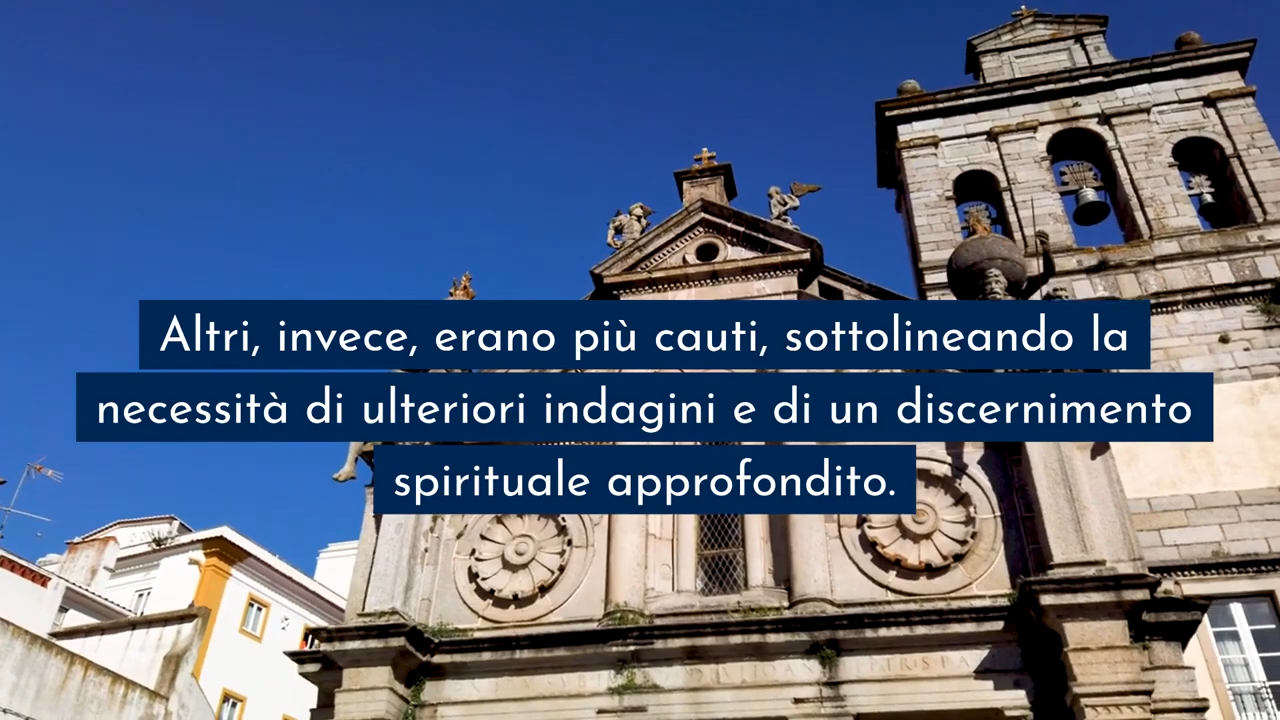 Altri, invece, erano più cauti, sottolineando la
necessità di ulteriori indagini e di un discernimento
spirituale approfondito.